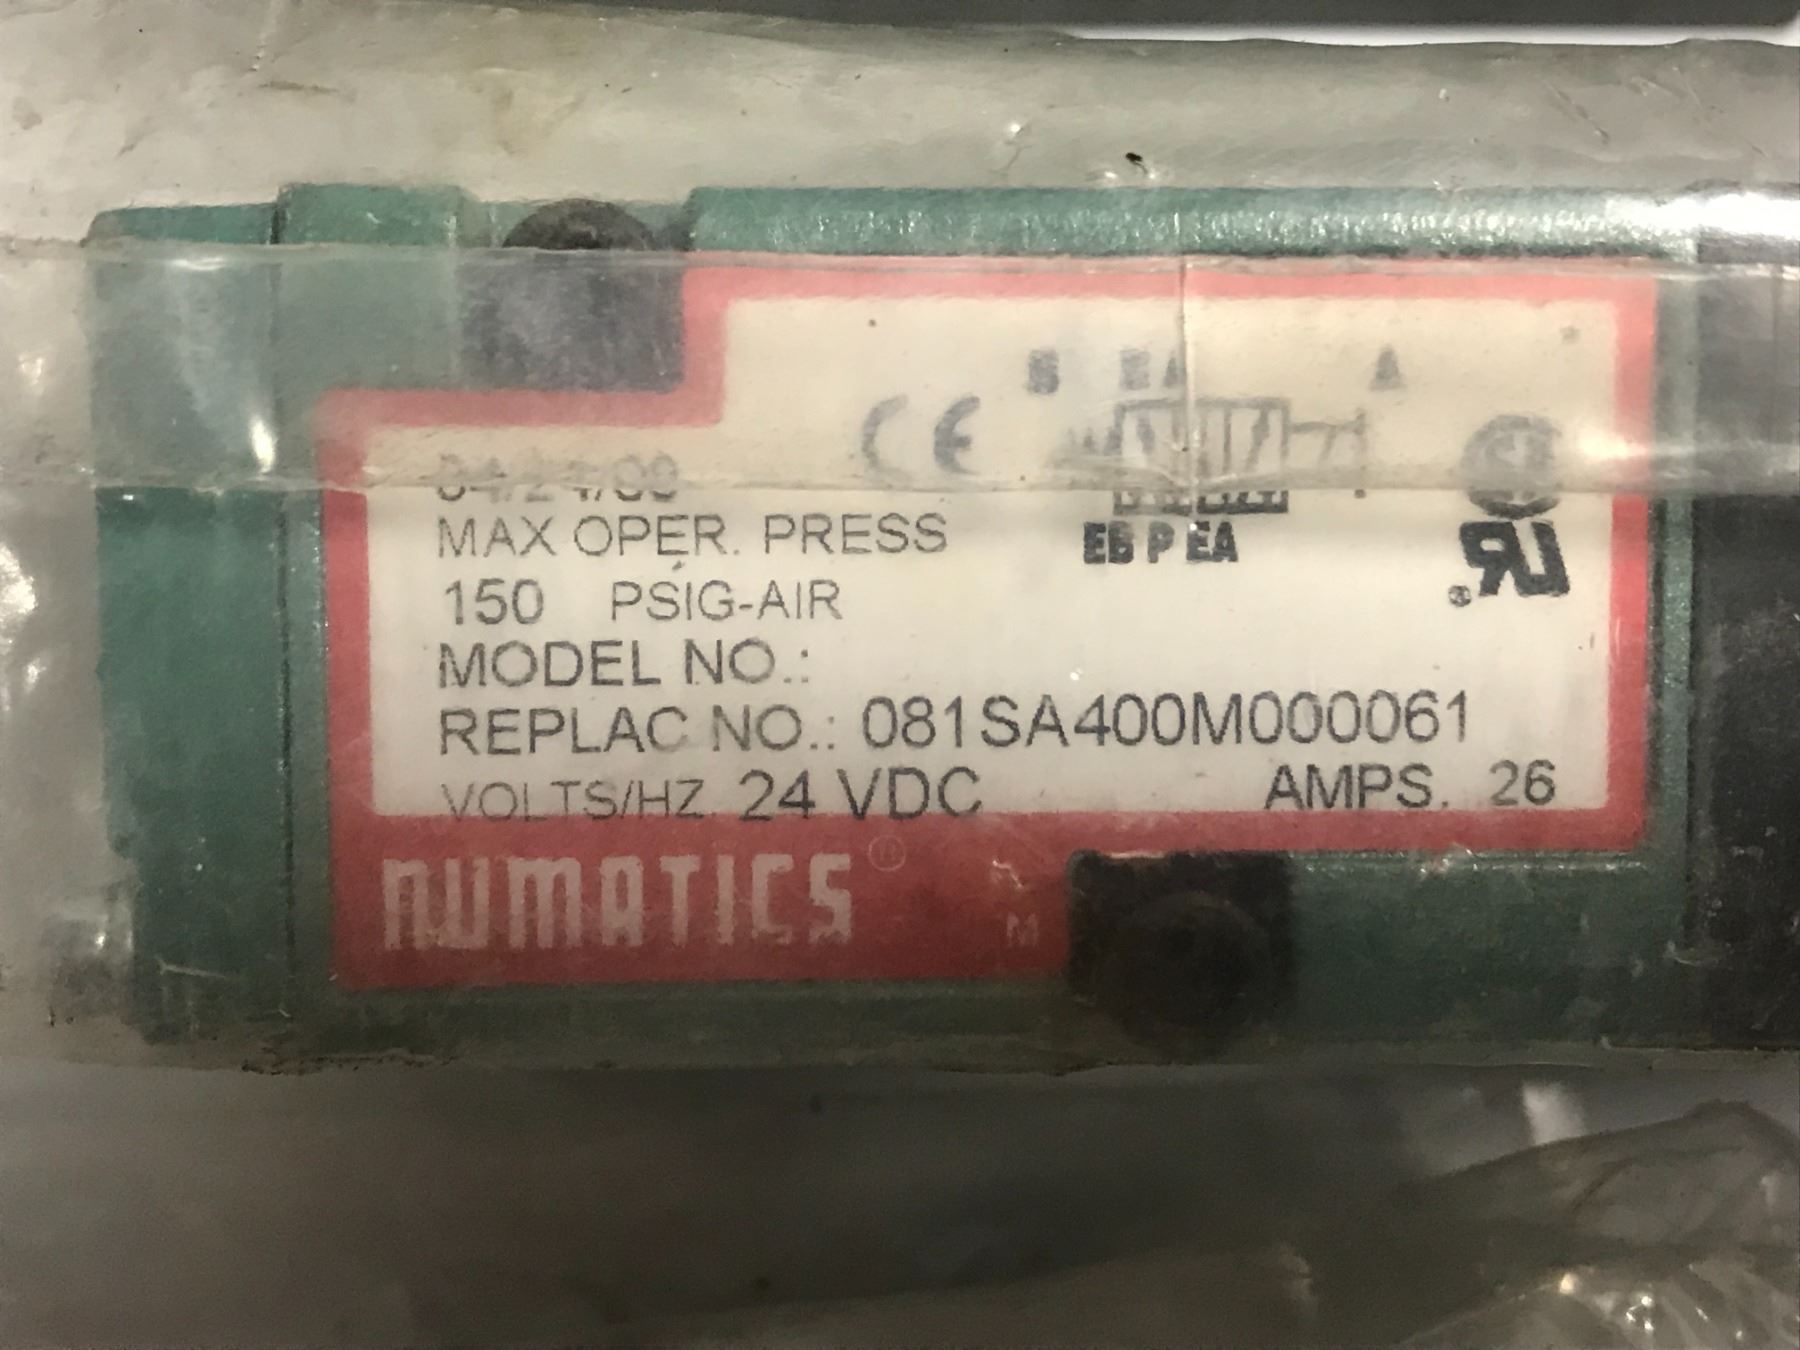 B EA A
CE
EB P EA
MAX OPER. PRESS
150 PSIG-AIR
MODEL NO.:
REPLAC NO.: 081SA400M000061
VOLTS/HZ. 24 VDC AMPS. 26
NUMATICS®